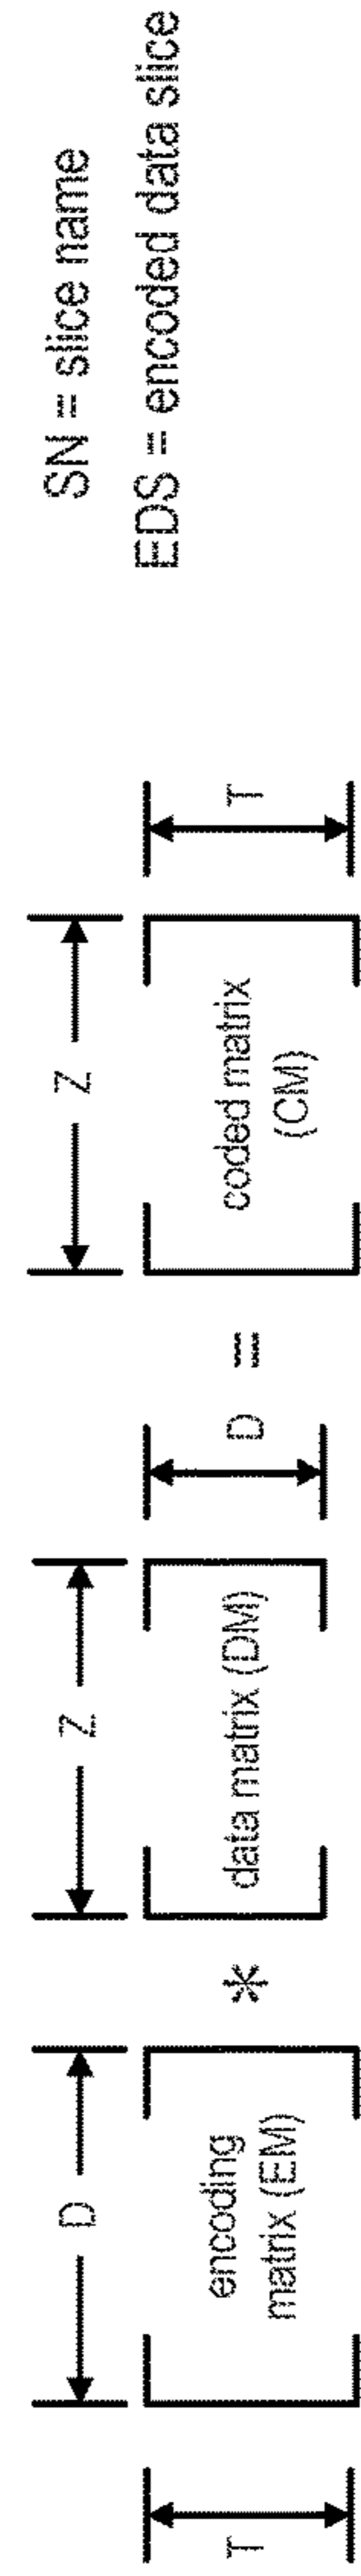 SN = slice name
EDS = encoded data slice
T
D
encoding
matrix (EM)
*
Z
data matrix (DM)
D
=
Z
coded matrix
(CM)
T